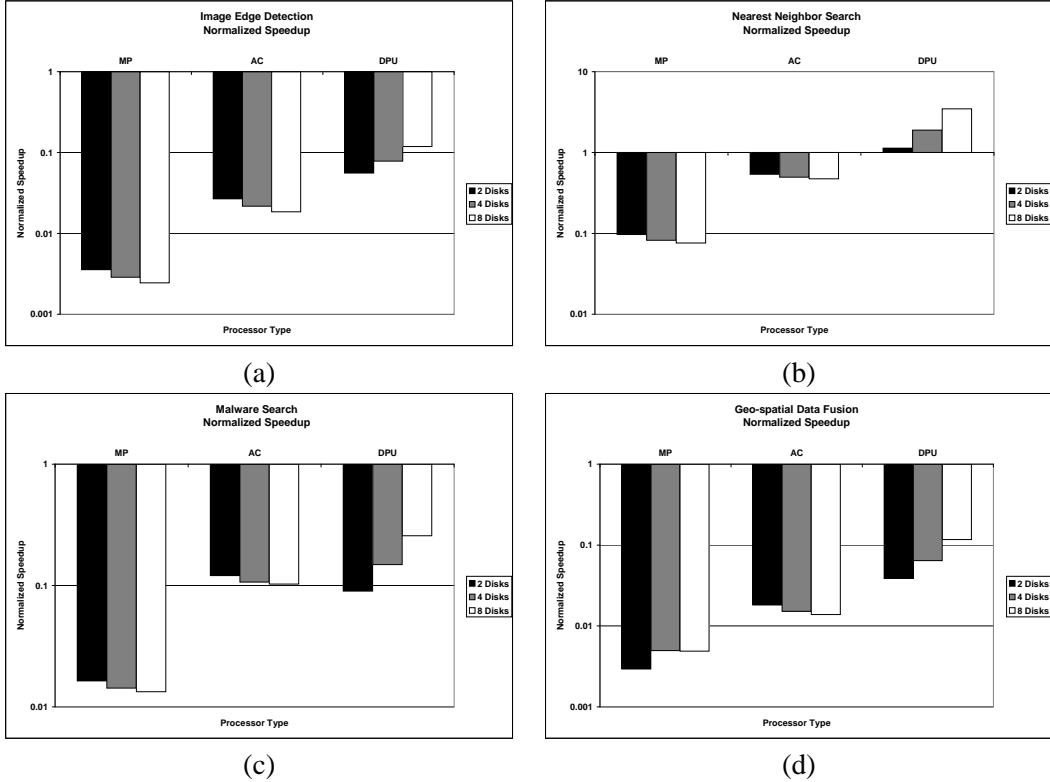 Image Edge Detection
Normalized Speedup
MP AC DPU
1
0.1
0.01
0.001
Normalized Speedup
Processor Type
2 Disks
4 Disks
8 Disks
(a)
Nearest Neighbor Search
Normalized Speedup
MP AC DPU
10
1
0.1
0.01
Normalized Speedup
Processor Type
2 Disks
4 Disks
8 Disks
(b)
Malware Search
Normalized Speedup
MP AC DPU
1
0.1
0.01
Normalized Speedup
Processor Type
2 Disks
4 Disks
8 Disks
(c)
Geo-spatial Data Fusion
Normalized Speedup
MP AC DPU
1
0.1
0.01
0.001
Normalized Speedup
Processor Type
2 Disks
4 Disks
8 Disks
(d)